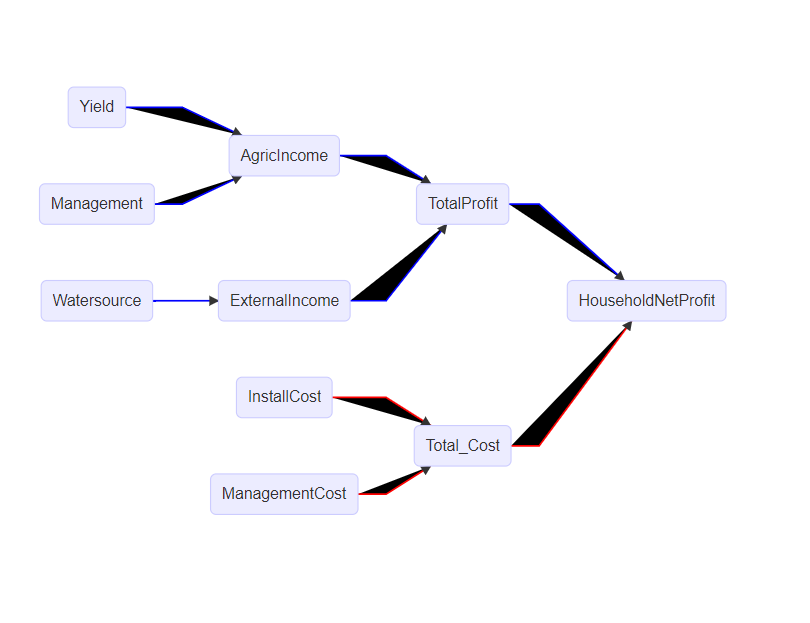 Yield
AgricIncome
Management
TotalProfit
Watersource
ExternalIncome
HouseholdNetProfit
InstallCost
Total_Cost
ManagementCost